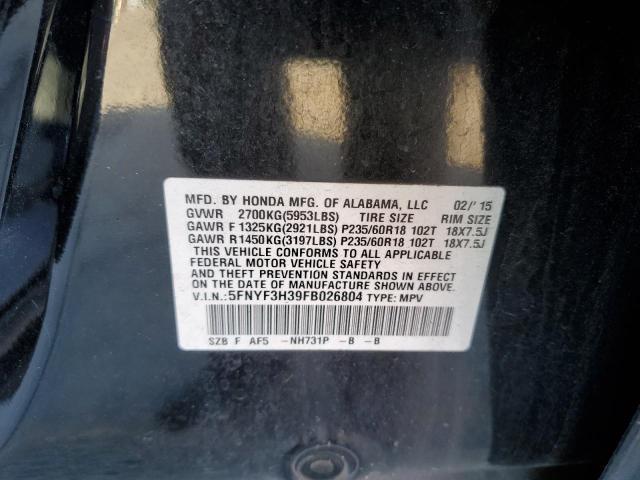 MFD. BY HONDA MFG. OF ALABAMA, LLC 02/'15
GVWR 2700KG(5953LBS) TIRE SIZE RIM SIZE
GAWR F 1325KG(2921LBS) P235/60R18 102T 18X7.5J
GAWR R1450KG(3197LBS) P235/60R18 102T 18X7.5J
THIS VEHICLE CONFORMS TO ALL APPLICABLE
FEDERAL MOTOR VEHICLE SAFETY
AND THEFT PREVENTION STANDARDS IN EFFECT
ON THE DATE OF MANUFACTURE SHOWN ABOVE.
V.I.N.: 5FNYF3H39FB026804 TYPE: MPV
SZB F AF5 -NH731P -B -B